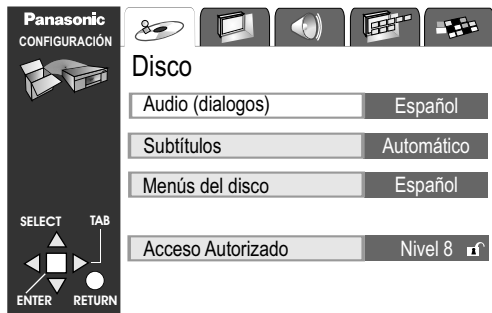 Panasonic
CONFIGURACIÓN
Disco
Audio (dialogos) Español
Subtítulos Automático
Menús del disco Español
Acceso Autorizado Nivel 8
SELECT TAB
ENTER RETURN